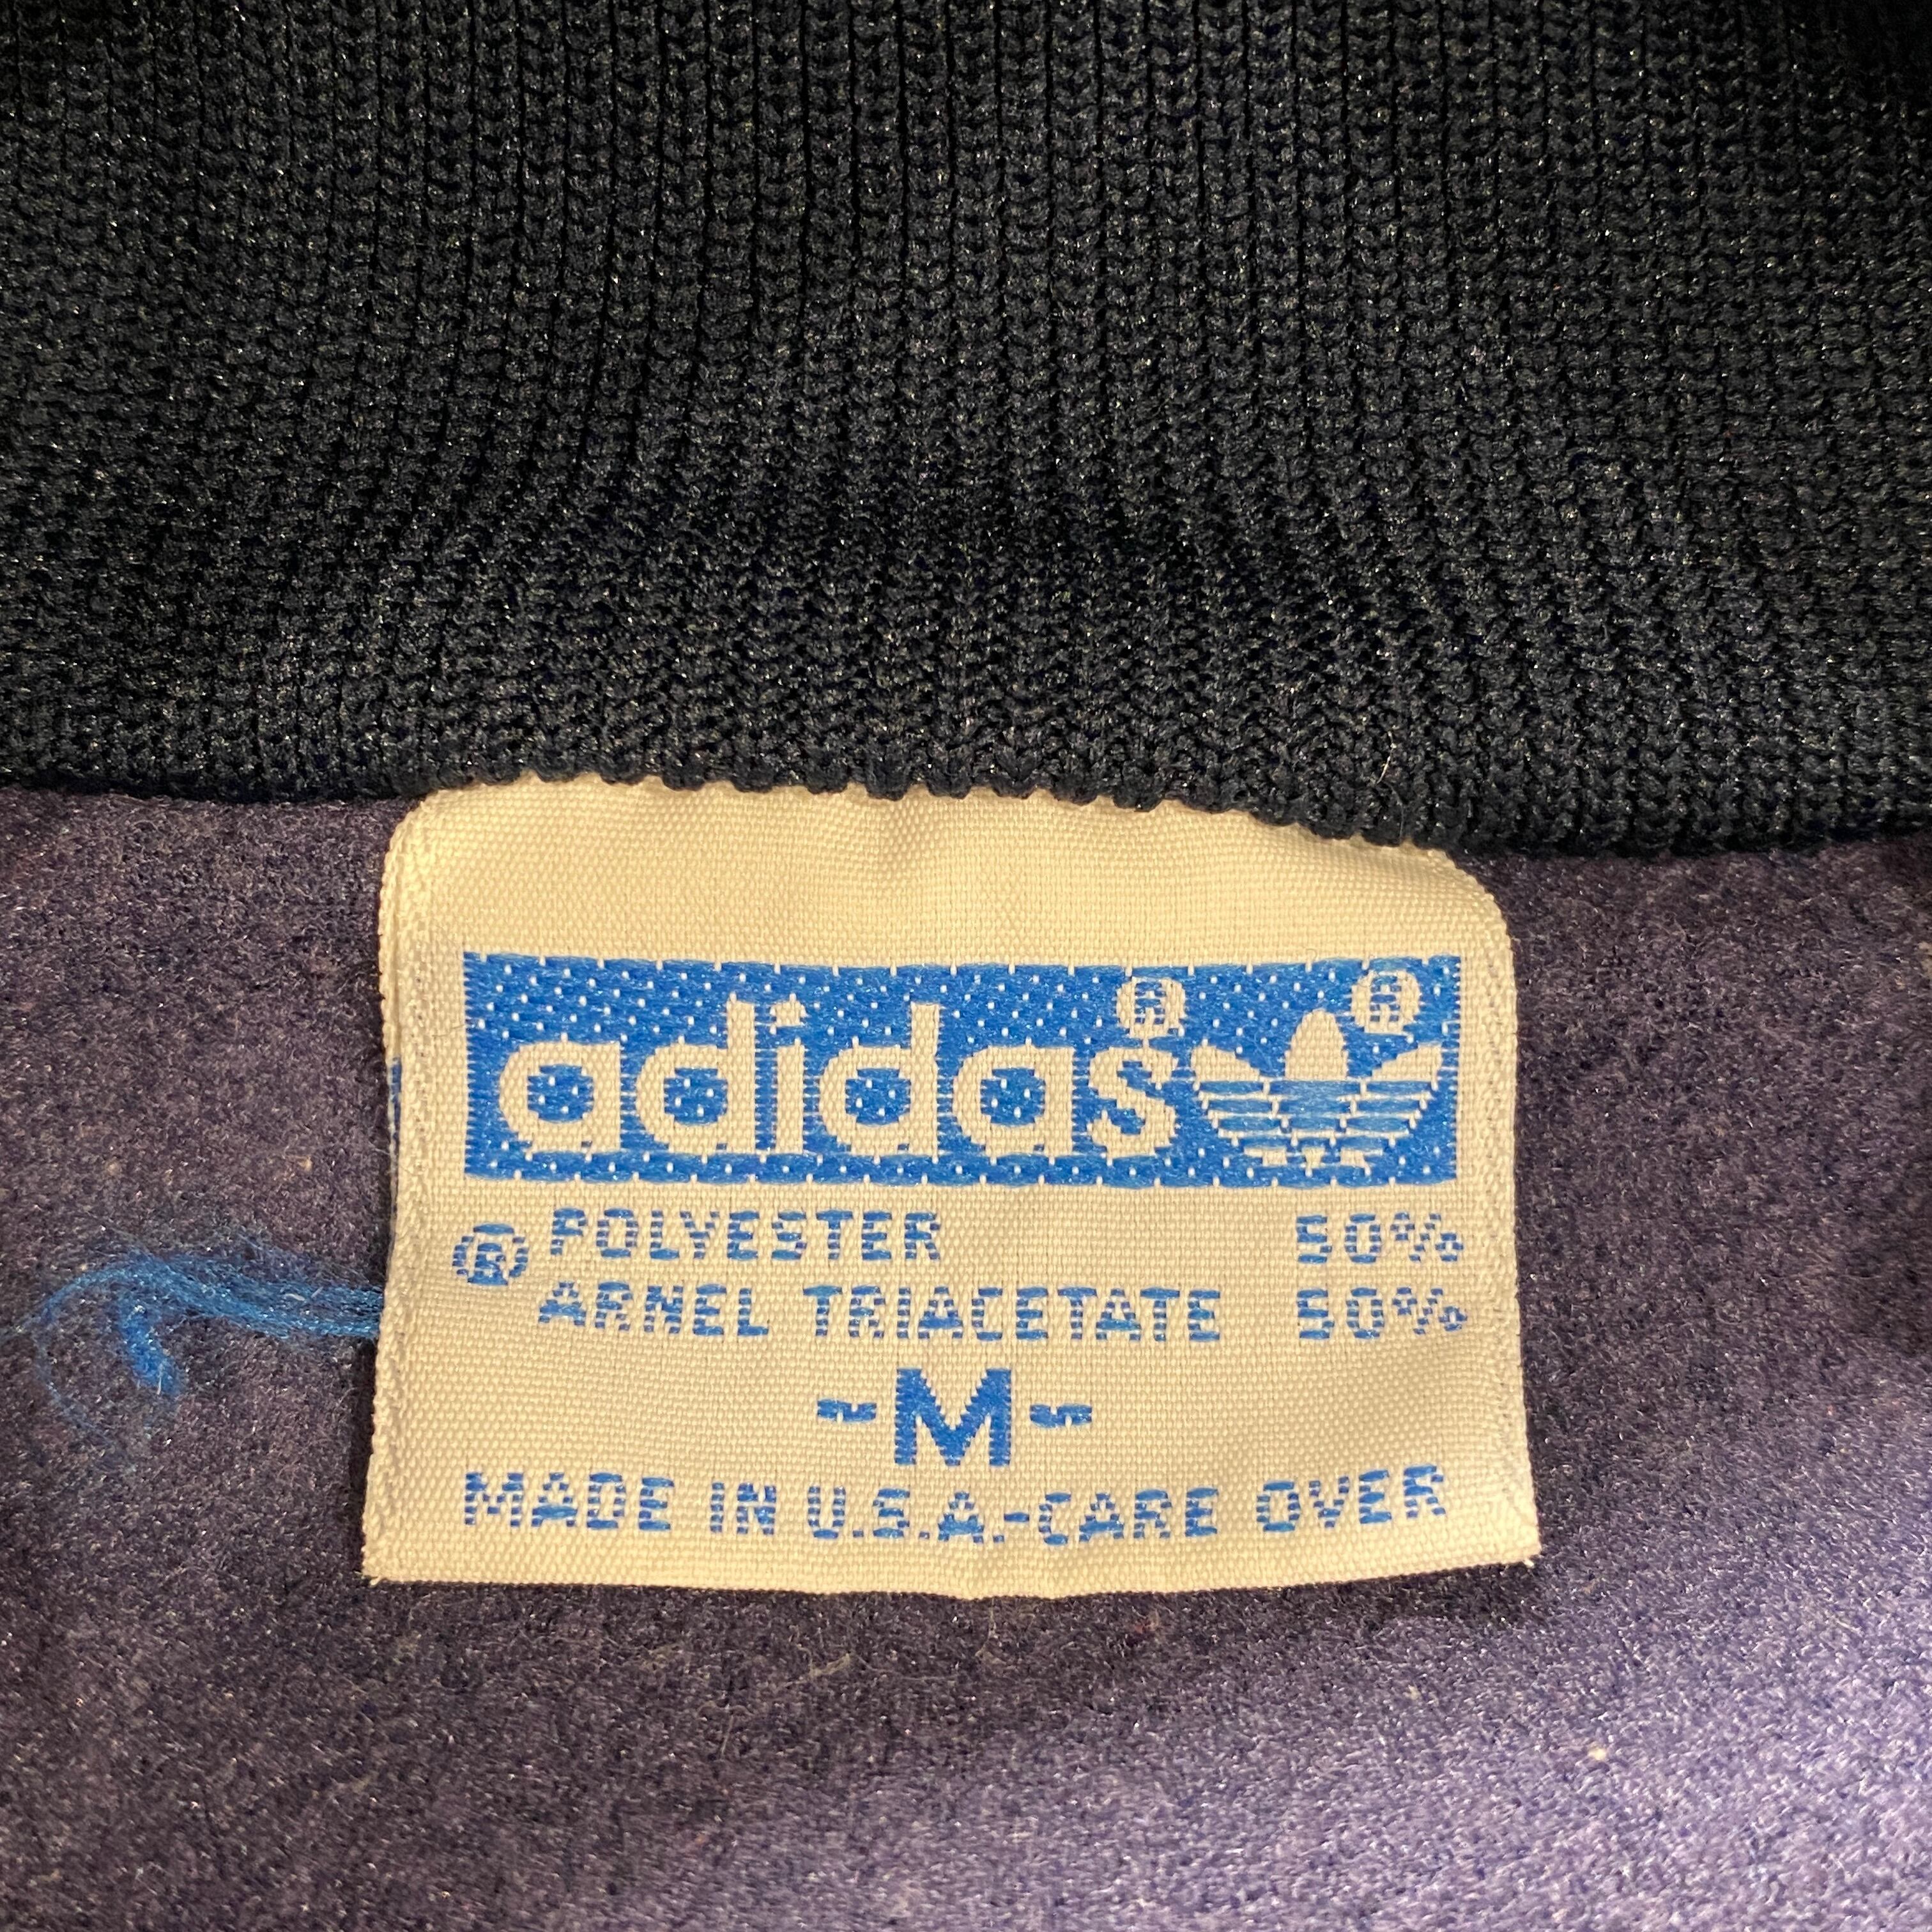 adidas® ®
® POLYESTER 50%
ARNEL TRIACETATE 50%
-M-
MADE IN U.S.A.-CARE OVER